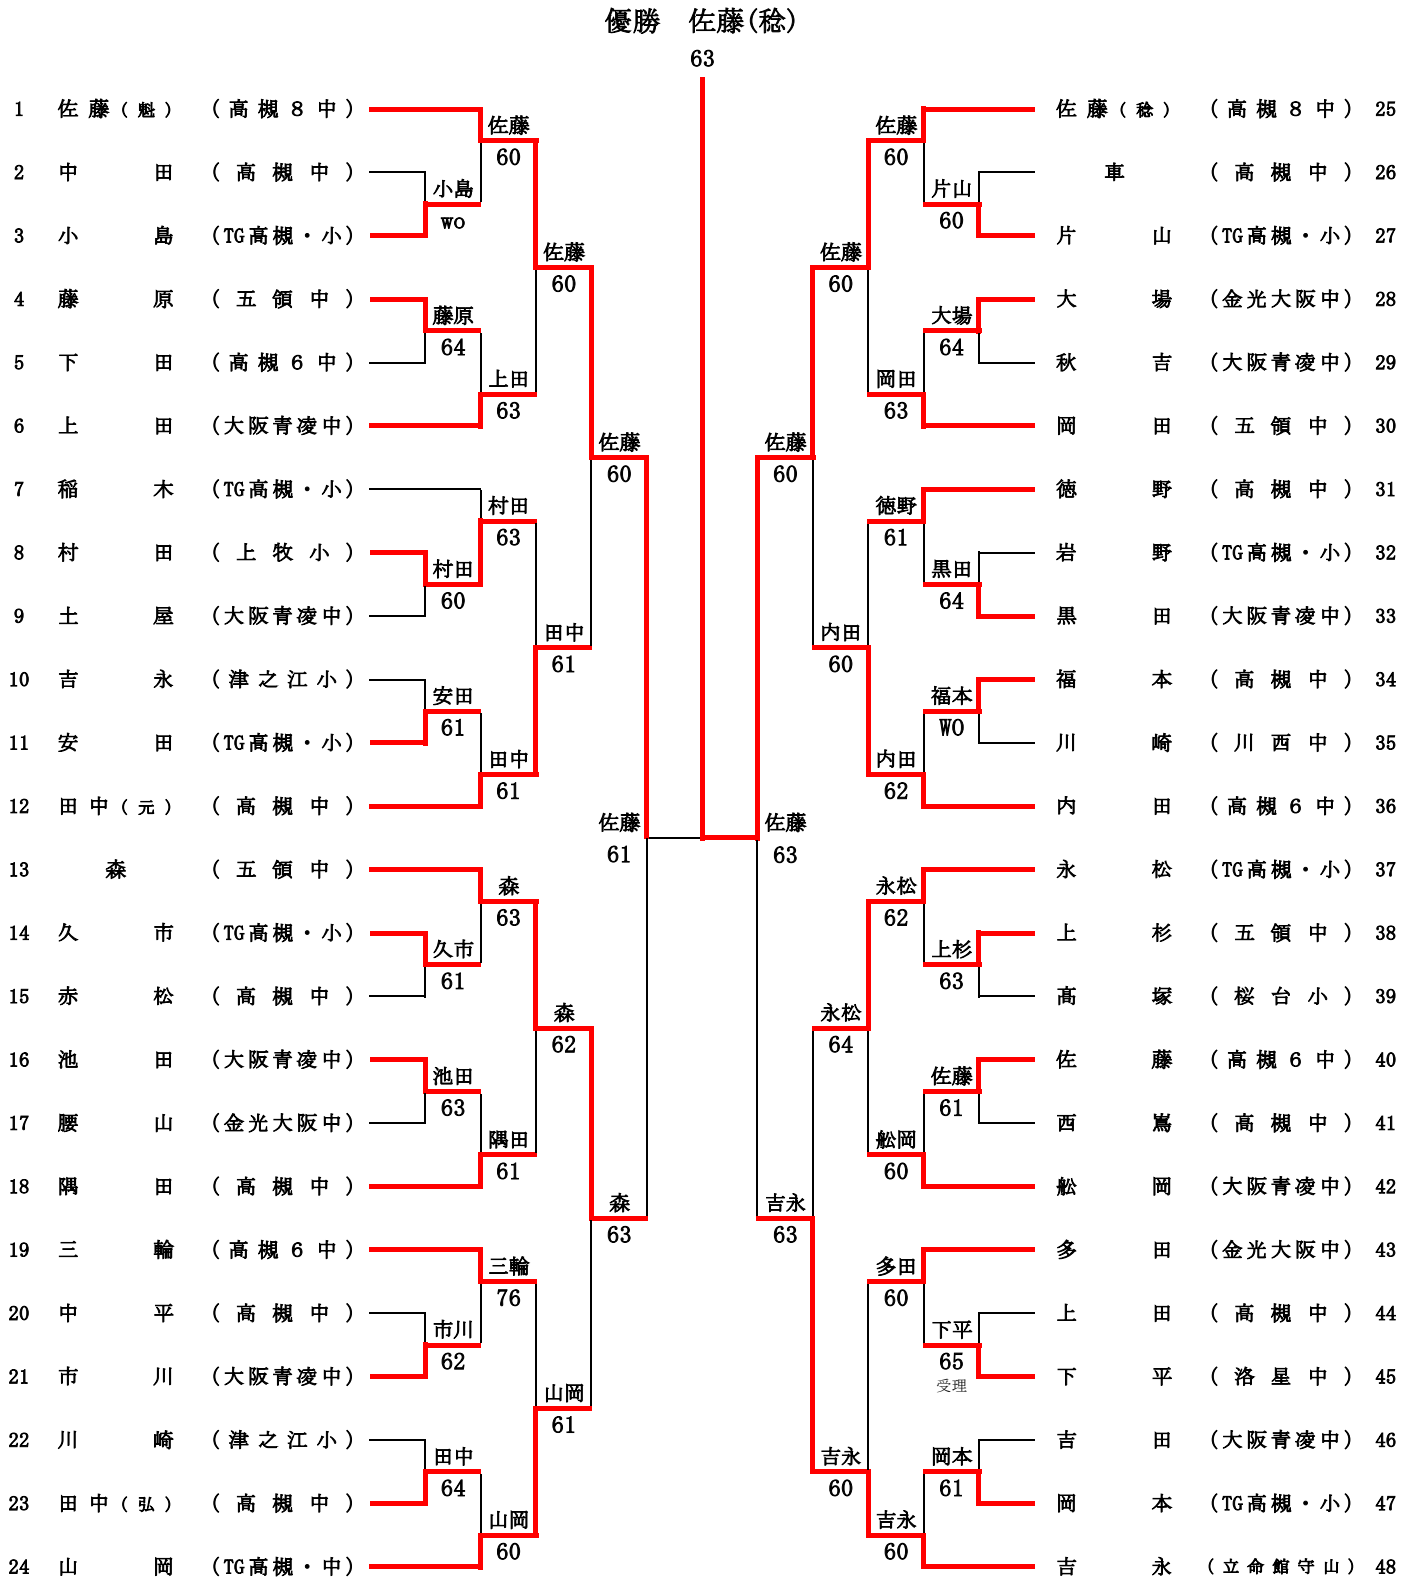 優勝 佐藤(稔)
63
1 佐藤(魁) (高槻8中)
佐藤
60
2 中田 (高槻中)
小島
wo
3 小島 (TG高槻・小)
佐藤
60
4 藤原 (五領中)
藤原
64
5 下田 (高槻6中)
上田
63
6 上田 (大阪青凌中)
佐藤
60
7 稲木 (TG高槻・小)
村田
63
8 村田 (上牧小)
村田
60
9 土屋 (大阪青凌中)
田中
61
10 吉永 (津之江小)
安田
61
11 安田 (TG高槻・小)
田中
61
12 田中(元) (高槻中)
佐藤
61
13 森 (五領中)
森
63
14 久市 (TG高槻・小)
久市
61
15 赤松 (高槻中)
森
62
16 池田 (大阪青凌中)
池田
63
17 腰山 (金光大阪中)
隅田
61
18 隅田 (高槻中)
森
63
19 三輪 (高槻6中)
三輪
76
20 中平 (高槻中)
市川
62
21 市川 (大阪青凌中)
山岡
61
22 川崎 (津之江小)
田中
64
23 田中(弘) (高槻中)
山岡
60
24 山岡 (TG高槻・中)
佐藤(稔) (高槻8中) 25
佐藤
60
車 (高槻中) 26
片山
60
片山 (TG高槻・小) 27
佐藤
60
大場 (金光大阪中) 28
大場
64
秋吉 (大阪青凌中) 29
岡田
63
岡田 (五領中) 30
佐藤
60
徳野 (高槻中) 31
徳野
61
岩野 (TG高槻・小) 32
黒田
64
黒田 (大阪青凌中) 33
内田
60
福本 (高槻中) 34
福本
WO
川崎 (川西中) 35
内田
62
内田 (高槻6中) 36
佐藤
63
永松 (TG高槻・小) 37
永松
62
上杉 (五領中) 38
上杉
63
髙塚 (桜台小) 39
永松
64
佐藤 (高槻6中) 40
佐藤
61
西嶌 (高槻中) 41
舩岡
60
舩岡 (大阪青凌中) 42
吉永
63
多田 (金光大阪中) 43
多田
60
上田 (高槻中) 44
下平
65
受理
下平 (洛星中) 45
吉永
60
吉田 (大阪青凌中) 46
岡本
61
岡本 (TG高槻・小) 47
吉永
60
吉永 (立命館守山) 48